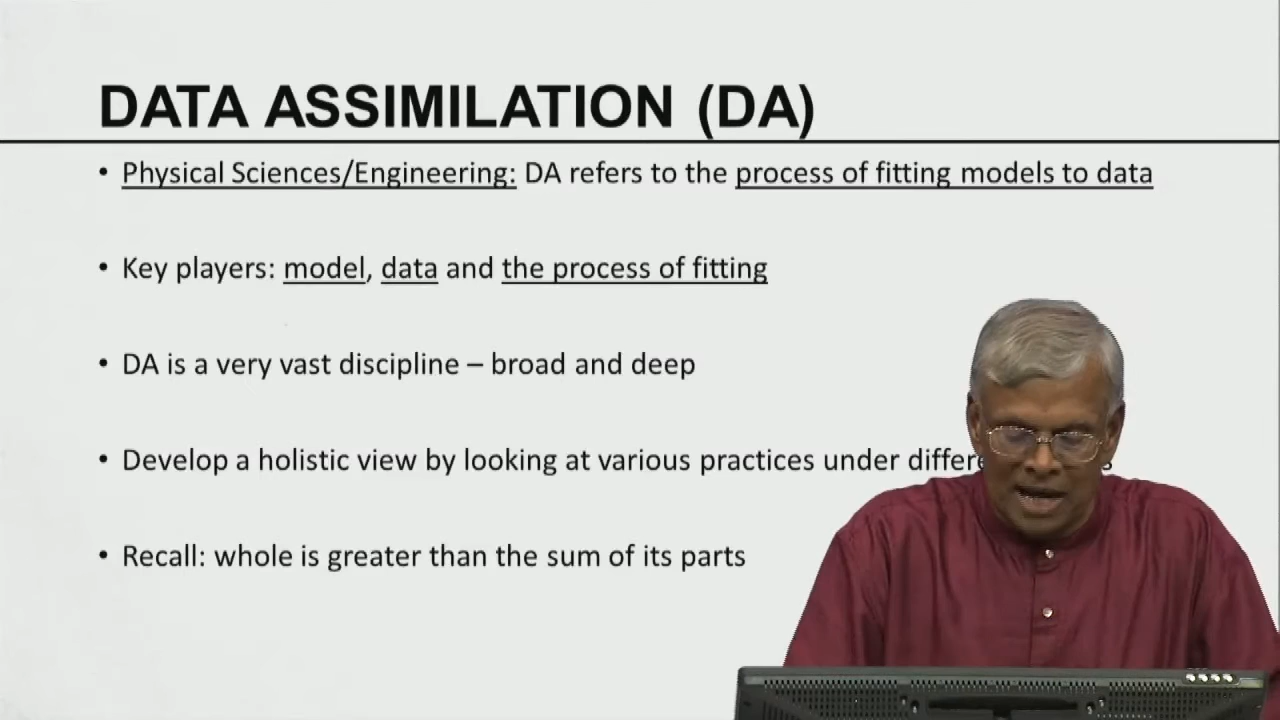 DATA ASSIMILATION (DA)
• Physical Sciences/Engineering: DA refers to the process of fitting models to data
• Key players: model, data and the process of fitting
• DA is a very vast discipline – broad and deep
• Develop a holistic view by looking at various practices under
• Recall: whole is greater than the sum of its parts